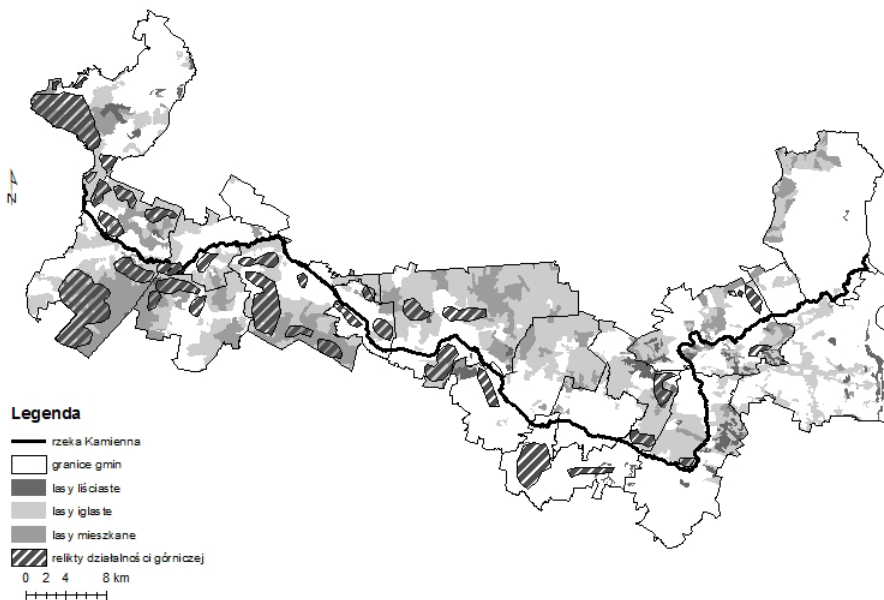 N
Legenda
rzeka Kamienna
granice gmin
lasy liściaste
lasy iglaste
lasy mieszkane
relikty działalności górniczej
0 2 4 8 km